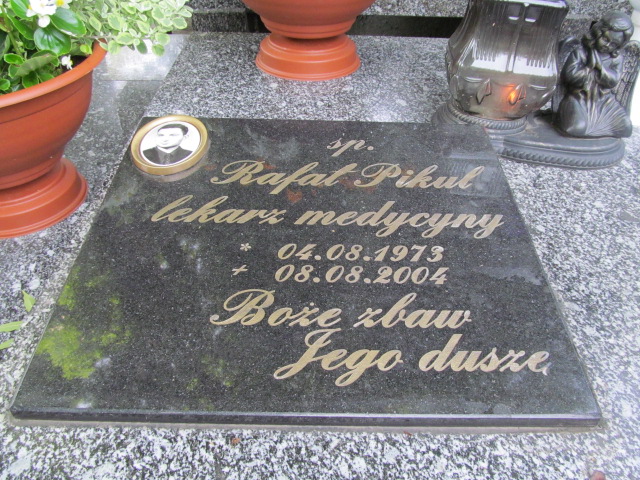 śp.
Rafał Pikul
lekarz medycyny
* 04.08.1973
+ 08.08.2004
Boże zbaw
Jego duszę